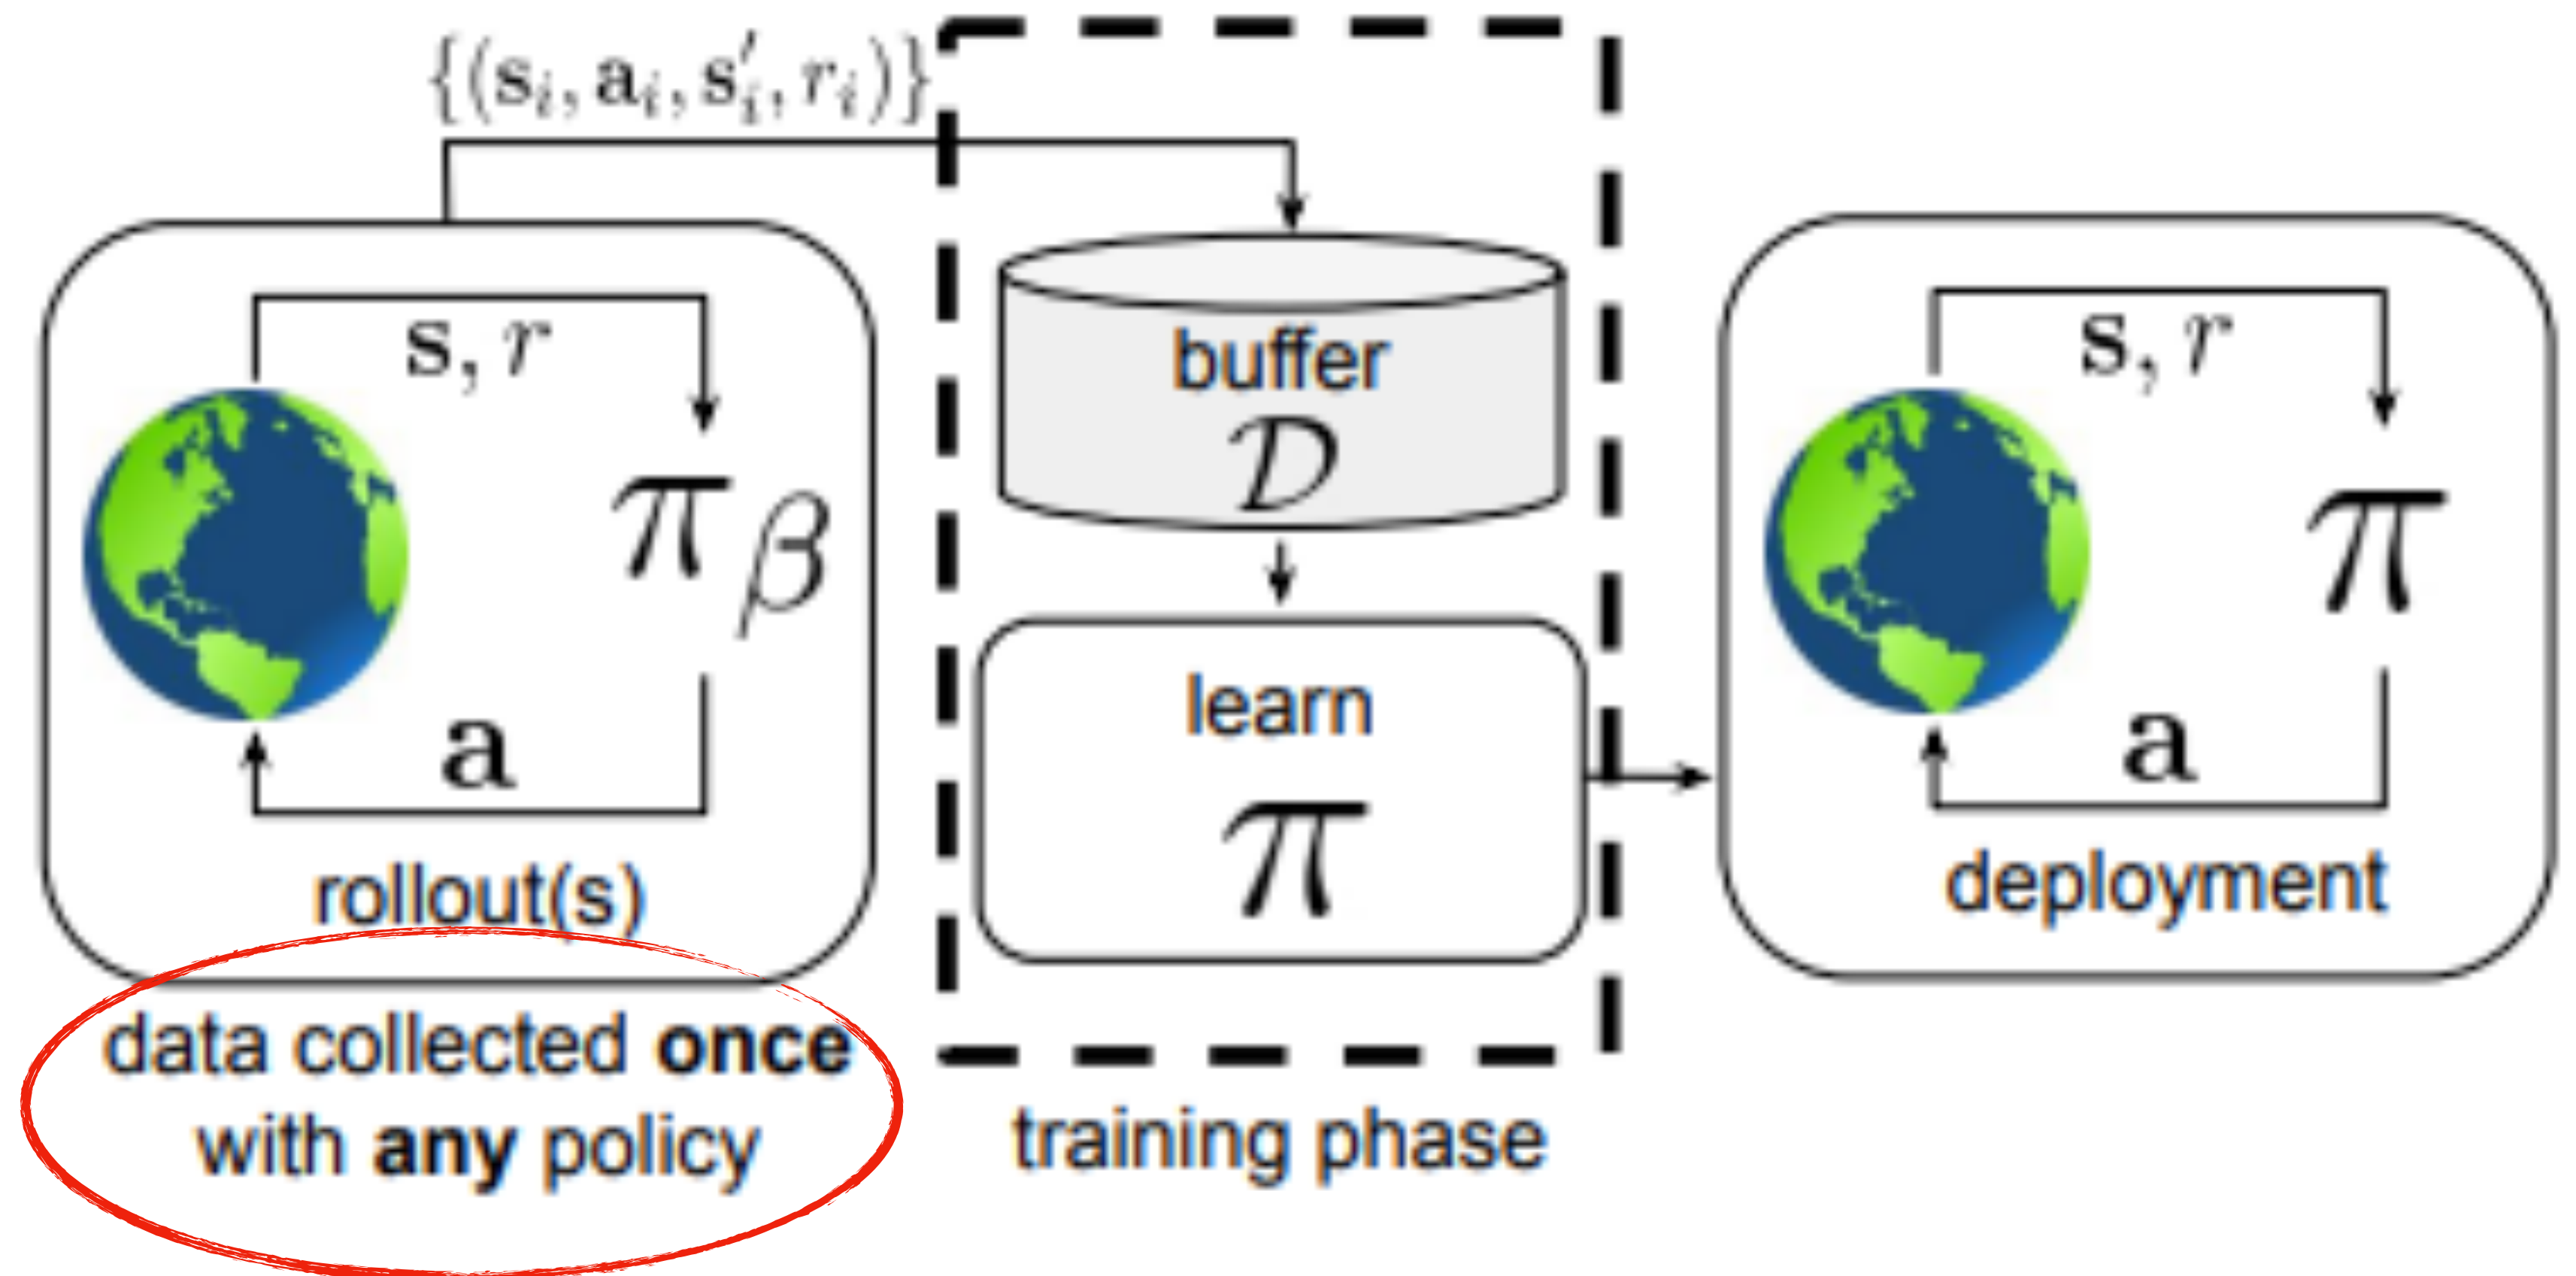 {(s_i, a_i, s'_i, r_i)}
s, r
π_β
a
rollout(s)
data collected once
with any policy
buffer
𝒟
learn
π
training phase
s, r
π
a
deployment